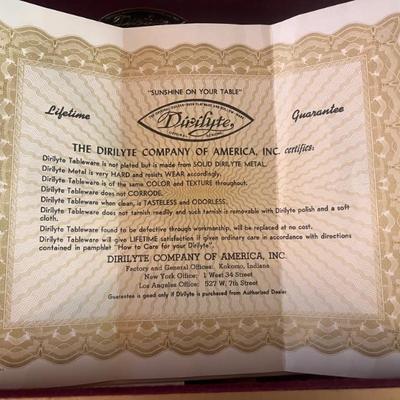 "SUNSHINE ON YOUR TABLE"
Lifetime
Dirilyte
Guarantee
THE DIRILYTE COMPANY OF AMERICA, INC. certifies:
Dirilyte Tableware is not plated but is made from SOLID DIRILYTE METAL.
Dirilyte Metal is very HARD and resists WEAR accordingly.
Dirilyte Tableware is of the same COLOR and TEXTURE throughout.
Dirilyte Tableware does not CORRODE.
Dirilyte Tableware when clean, is TASTELESS and ODORLESS.
Dirilyte Tableware does not tarnish readily and such tarnish is removable with Dirilyte polish and a soft
cloth.
Dirilyte Tableware found to be defective through workmanship, will be replaced at no cost.
Dirilyte Tableware will give LIFETIME satisfaction if given ordinary care in accordance with directions
contained in pamphlet "How to Care for your Dirilyte".
DIRILYTE COMPANY OF AMERICA, INC.
Factory and General Offices: Kokomo, Indiana
New York Office: 1 West 34 Street
Los Angeles Office: 527 W. 7th Street
Guarantee is good only if Dirilyte is purchased from Authorized Dealer